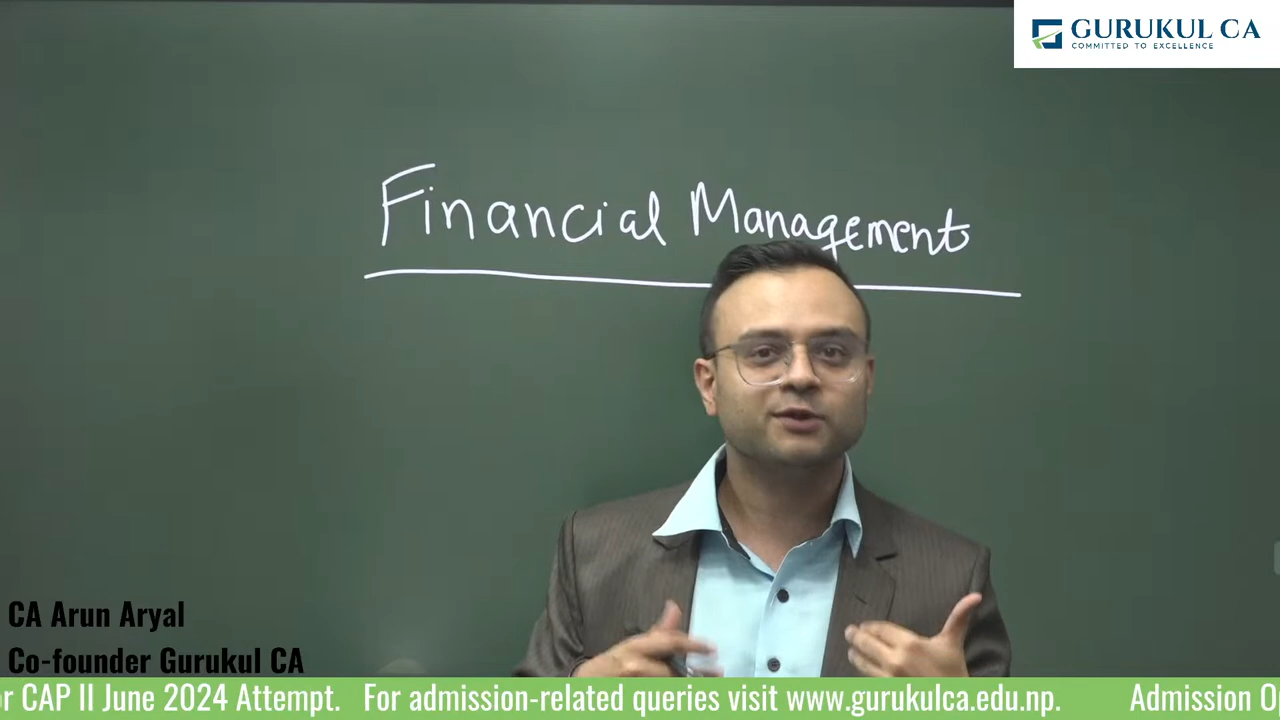 GURUKUL CA
COMMITTED TO EXCELLENCE
Financial Management
CA Arun Aryal
Co-founder Gurukul CA
CAP II June 2024 Attempt. For admission-related queries visit www.gurukulca.edu.np. Admission